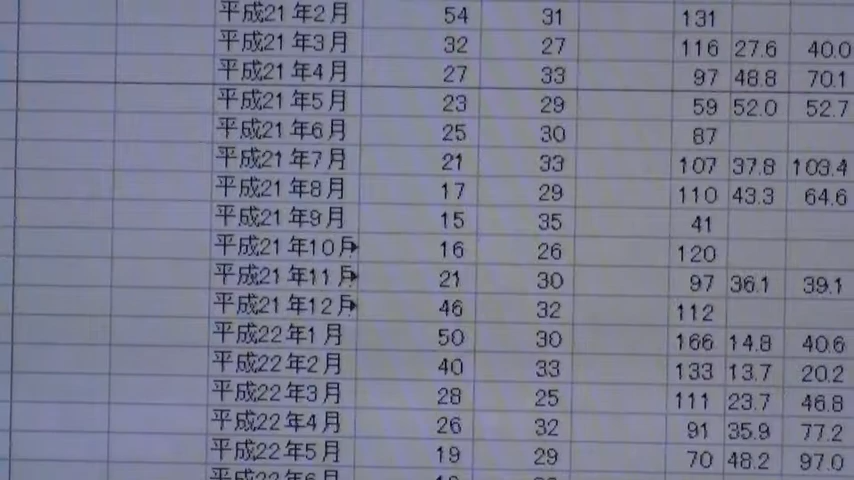 平成21年2月 54 31 131
平成21年3月 32 27 116 27.6 40.0
平成21年4月 27 33 97 48.8 70.1
平成21年5月 23 29 59 52.0 52.7
平成21年6月 25 30 87
平成21年7月 21 33 107 37.8 109.4
平成21年8月 17 29 110 43.3 64.6
平成21年9月 15 35 41
平成21年10月 16 26 120
平成21年11月 21 30 97 36.1 39.1
平成21年12月 46 32 112
平成22年1月 50 30 166 14.8 40.6
平成22年2月 40 33 133 13.7 20.2
平成22年3月 28 25 111 23.7 46.8
平成22年4月 26 32 91 35.9 77.2
平成22年5月 19 29 70 48.2 97.0
平成22年6月